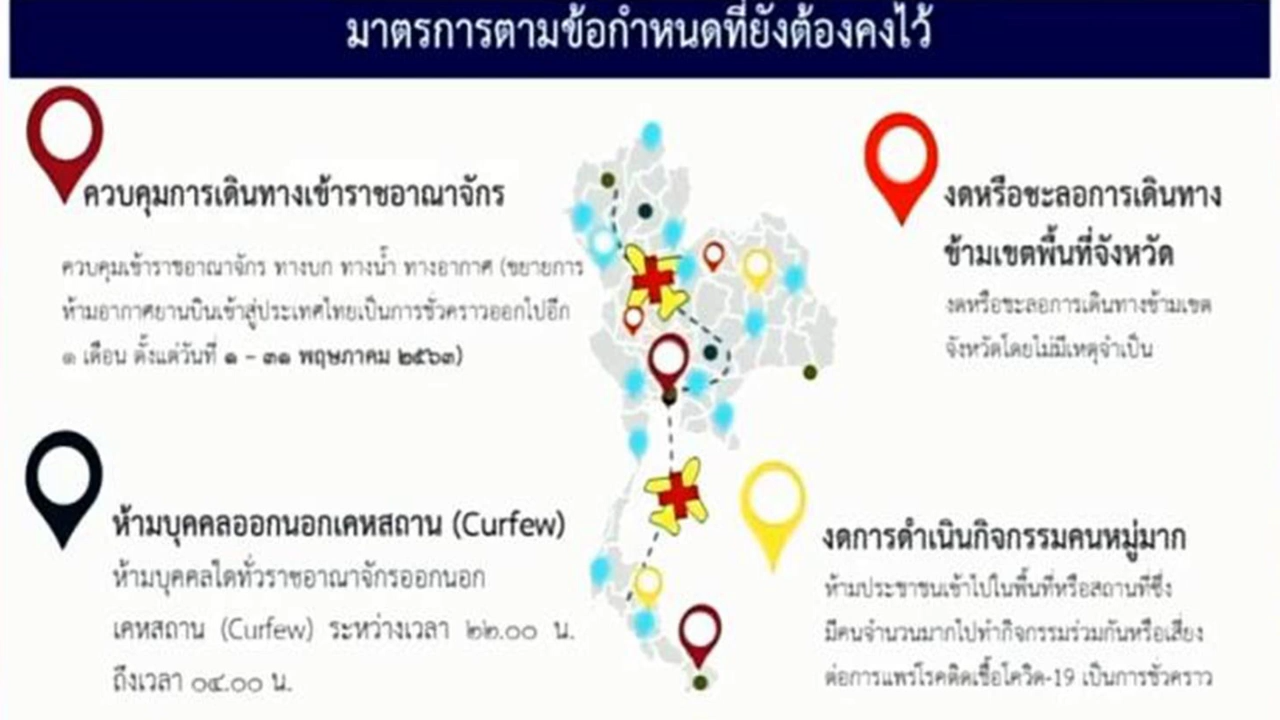 มาตรการตามข้อกำหนดที่ยังต้องคงไว้
ควบคุมการเดินทางเข้าราชอาณาจักร
ควบคุมเข้าราชอาณาจักร ทางบก ทางน้ำ ทางอากาศ (ขยายการ
ห้ามอากาศยานบินเข้าสู่ประเทศไทยเป็นการชั่วคราวออกไปอีก
๑ เดือน ตั้งแต่วันที่ ๑ - ๓๑ พฤษภาคม ๒๕๖๓)
งดหรือชะลอการเดินทาง
ข้ามเขตพื้นที่จังหวัด
งดหรือชะลอการเดินทางข้ามเขต
จังหวัดโดยไม่มีเหตุจำเป็น
ห้ามบุคคลออกนอกเคหสถาน (Curfew)
ห้ามบุคคลใดทั่วราชอาณาจักรออกนอก
เคหสถาน (Curfew) ระหว่างเวลา ๒๒.๐๐ น.
ถึงเวลา ๐๔.๐๐ น.
งดการดำเนินกิจกรรมคนหมู่มาก
ห้ามประชาชนเข้าไปในพื้นที่หรือสถานที่ซึ่ง
มีคนจำนวนมากไปทำกิจกรรมร่วมกันหรือเสี่ยง
ต่อการแพร่โรคติดเชื้อโควิด-19 เป็นการชั่วคราว